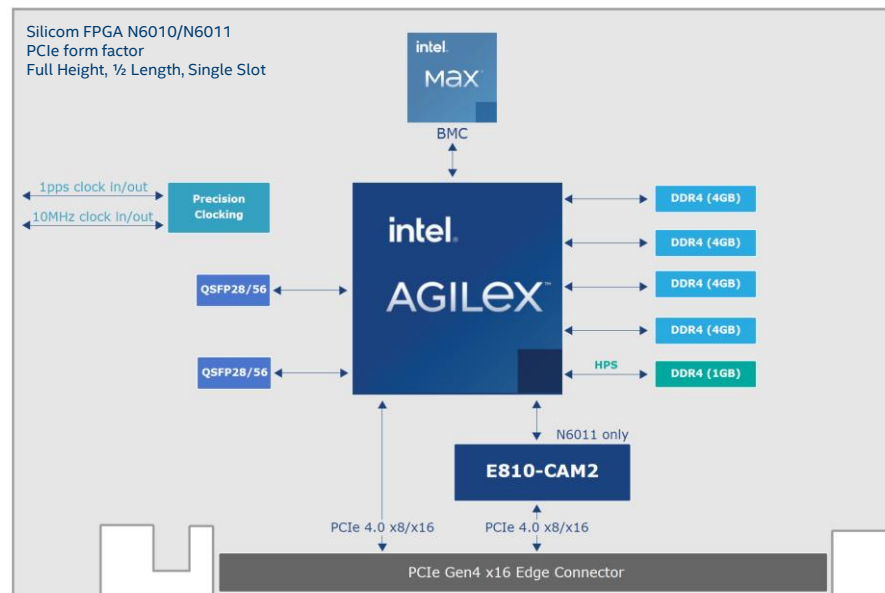 Silicom FPGA N6010/N6011
PCIe form factor
Full Height, ½ Length, Single Slot
intel.
MAX™
BMC
1pps clock in/out
10MHz clock in/out
Precision
Clocking
intel.
AGILEX™
DDR4 (4GB)
DDR4 (4GB)
DDR4 (4GB)
DDR4 (4GB)
HPS
DDR4 (1GB)
QSFP28/56
QSFP28/56
N6011 only
E810-CAM2
PCIe 4.0 x8/x16
PCIe 4.0 x8/x16
PCIe Gen4 x16 Edge Connector